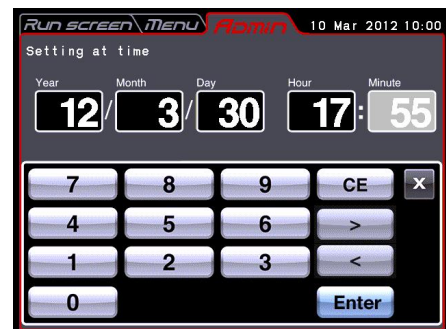 Run screen Menu Admin 10 Mar 2012 10:00
Setting at time
Year Month Day Hour Minute
12/ 3/ 30 17: 55
7 8 9 CE X
4 5 6 >
1 2 3 <
0 Enter